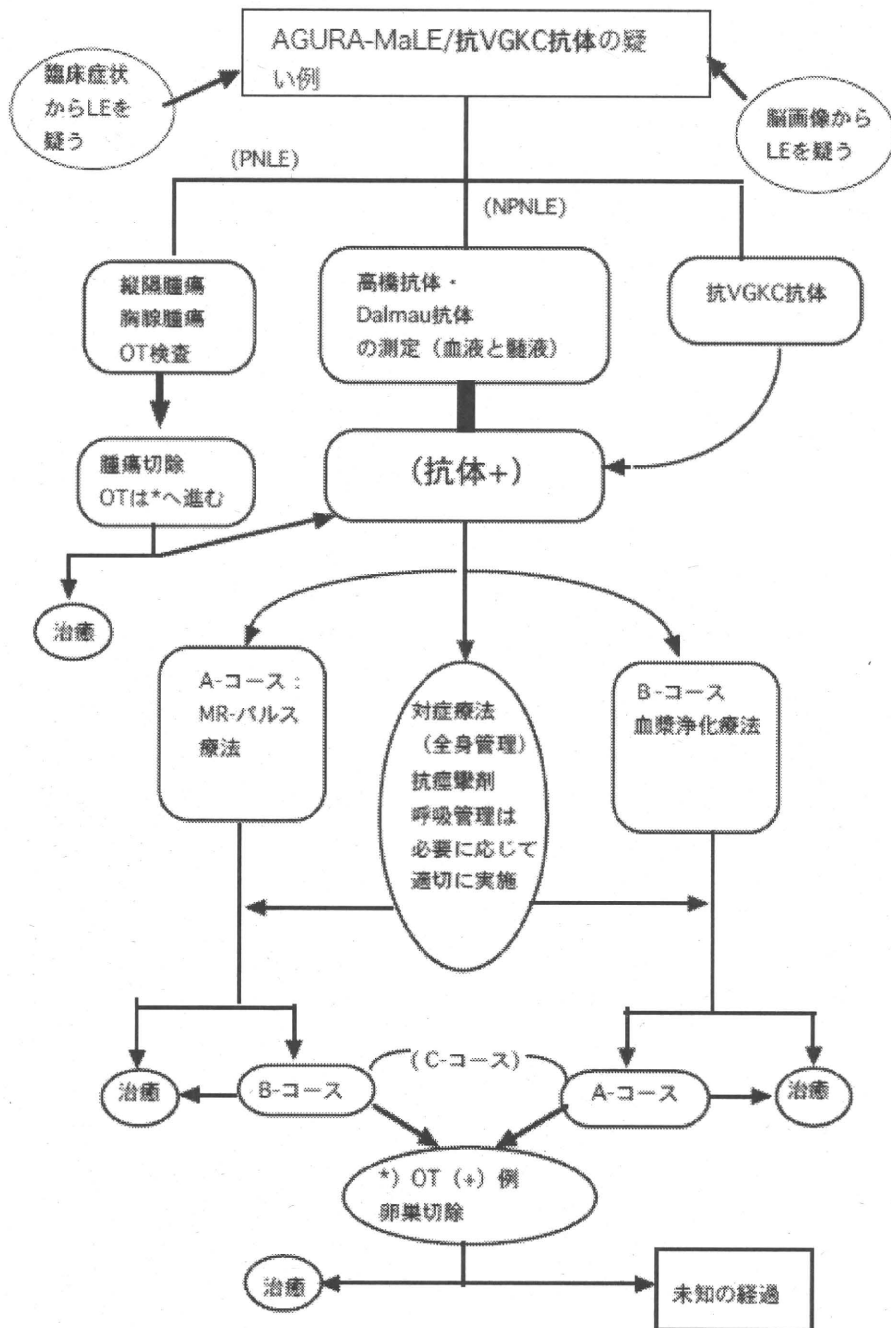 AGURA-MaLE/抗VGKC抗体の疑
い例
臨床症状
からLEを
疑う
脳画像から
LEを疑う
(PNLE)
(NPNLE)
縦隔腫瘍
胸腺腫瘍
OT検査
高橋抗体・
Dalmau抗体
の測定（血液と髄液）
抗VGKC抗体
腫瘍切除
OTは*へ進む
（抗体+）
治癒
A-コース：
MR-パルス
療法
対症療法
（全身管理）
抗痙攣剤
呼吸管理は
必要に応じて
適切に実施
B-コース
血漿浄化療法
(C-コース)
治癒
B-コース
A-コース
治癒
*）OT（+）例
卵巣切除
治癒
未知の経過